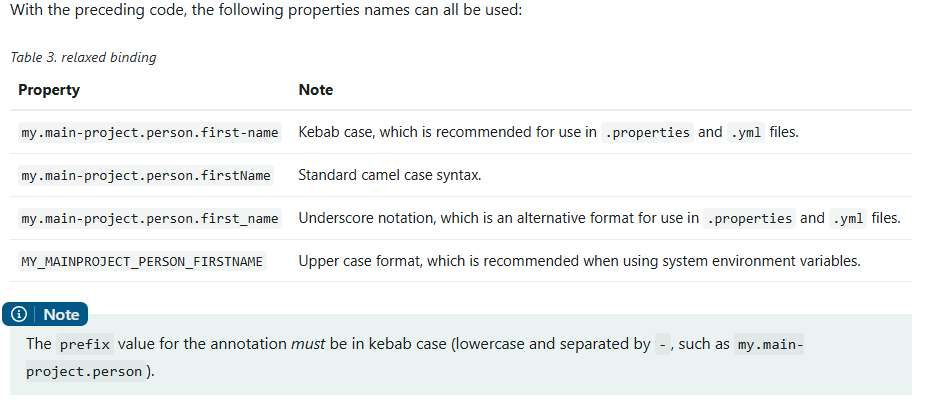 With the preceding code, the following properties names can all be used:
Table 3. relaxed binding
Property Note
my.main-project.person.first-name Kebab case, which is recommended for use in .properties and .yml files.
my.main-project.person.firstName Standard camel case syntax.
my.main-project.person.first_name Underscore notation, which is an alternative format for use in .properties and .yml files.
MY_MAINPROJECT_PERSON_FIRSTNAME Upper case format, which is recommended when using system environment variables.
Note
The prefix value for the annotation must be in kebab case (lowercase and separated by -, such as my.main-
project.person).